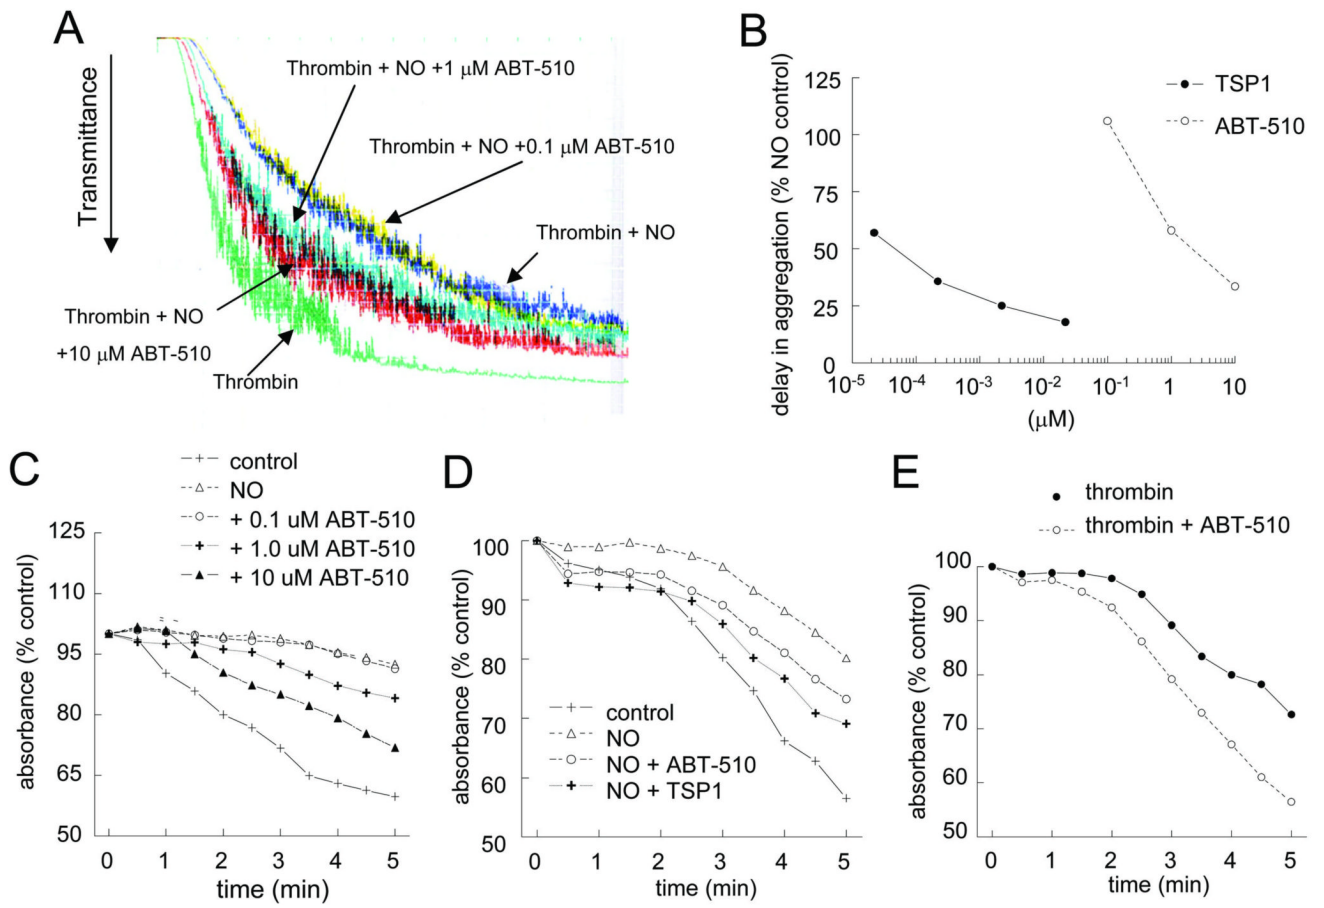 A
Transmittance
Thrombin + NO +1 μM ABT-510
Thrombin + NO +0.1 μM ABT-510
Thrombin + NO
Thrombin + NO
+10 μM ABT-510
Thrombin
B
delay in aggregation (% NO control)
125
100
75
50
25
0
10-5
10-4
10-3
10-2
10-1
1
10
(μM)
TSP1
ABT-510
C
control
NO
+ 0.1 uM ABT-510
+ 1.0 uM ABT-510
+ 10 uM ABT-510
absorbance (% control)
125
110
95
80
65
50
0 1 2 3 4 5
time (min)
D
absorbance (% control)
100
90
80
70
60
50
control
NO
NO + ABT-510
NO + TSP1
0 1 2 3 4 5
time (min)
E
thrombin
thrombin + ABT-510
absorbance (% control)
100
90
80
70
60
50
0 1 2 3 4 5
time (min)